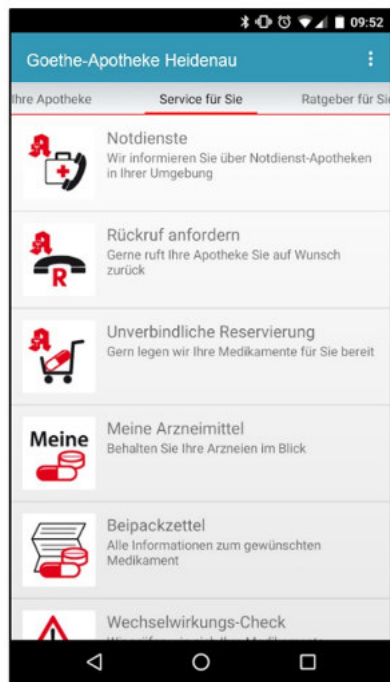 09:52
Goethe-Apotheke Heidenau
Ihre Apotheke Service für Sie Ratgeber für Sie
Notdienste
Wir informieren Sie über Notdienst-Apotheken
in Ihrer Umgebung
Rückruf anfordern
Gerne ruft Ihre Apotheke Sie auf Wunsch
zurück
R
Unverbindliche Reservierung
Gern legen wir Ihre Medikamente für Sie bereit
Meine
Meine Arzneimittel
Behalten Sie Ihre Arzneien im Blick
Beipackzettel
Alle Informationen zum gewünschten
Medikament
Wechselwirkungs-Check